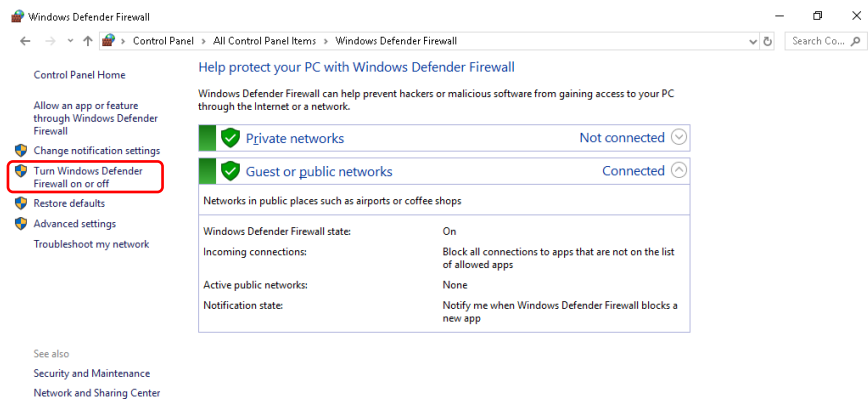 Windows Defender Firewall
Control Panel > All Control Panel Items > Windows Defender Firewall
Search Co...
Control Panel Home
Allow an app or feature
through Windows Defender
Firewall
Change notification settings
Turn Windows Defender
Firewall on or off
Restore defaults
Advanced settings
Troubleshoot my network
See also
Security and Maintenance
Network and Sharing Center
Help protect your PC with Windows Defender Firewall
Windows Defender Firewall can help prevent hackers or malicious software from gaining access to your PC
through the Internet or a network.
Private networks Not connected
Guest or public networks Connected
Networks in public places such as airports or coffee shops
Windows Defender Firewall state: On
Incoming connections: Block all connections to apps that are not on the list
of allowed apps
Active public networks: None
Notification state: Notify me when Windows Defender Firewall blocks a
new app